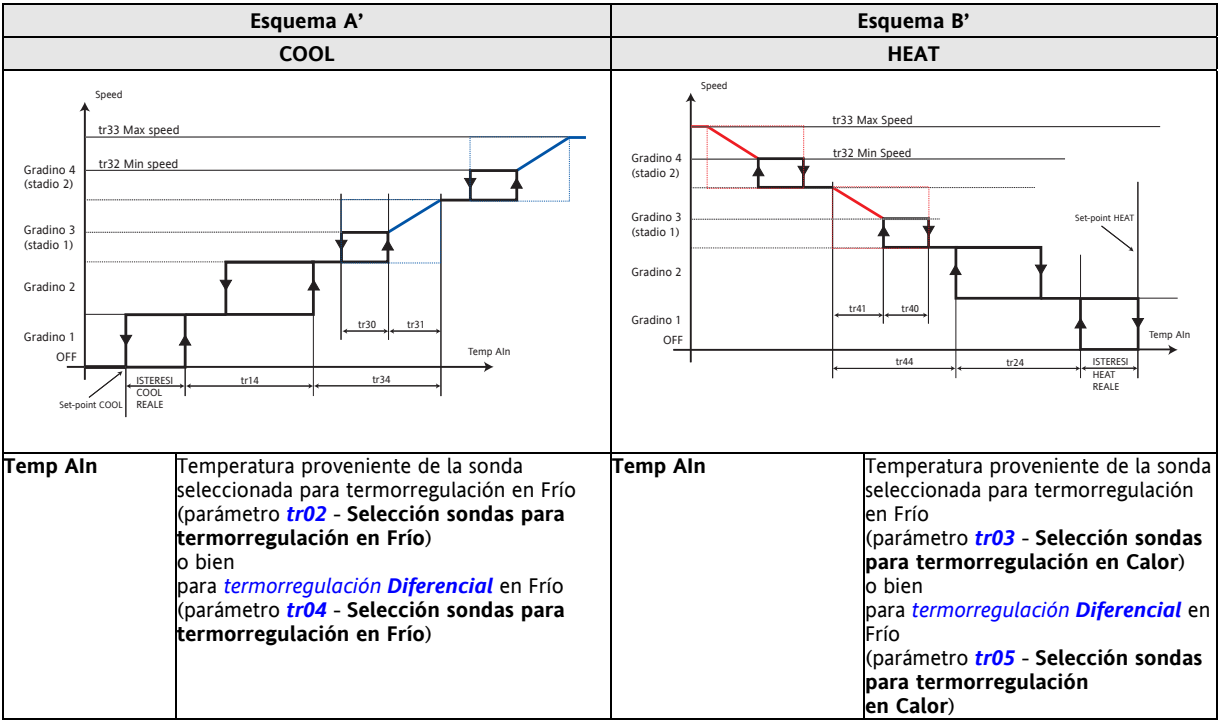 Esquema A’
Esquema B’
COOL
HEAT
Speed
tr33 Max speed
tr32 Min speed
Gradino 4
(stadio 2)
Gradino 3
(stadio 1)
Gradino 2
Gradino 1
OFF
tr30
tr31
Temp AIn
Set-point COOL
ISTERESI
COOL
REALE
tr14
tr34
Speed
tr33 Max Speed
tr32 Min Speed
Gradino 4
(stadio 2)
Gradino 3
(stadio 1)
Set-point HEAT
Gradino 2
Gradino 1
OFF
tr41
tr40
Temp AIn
tr44
tr24
ISTERESI
HEAT
REALE
Temp AIn
Temperatura proveniente de la sonda
seleccionada para termorregulación en Frío
(parámetro tr02 - Selección sondas para
termorregulación en Frío)
o bien
para termorregulación Diferencial en Frío
(parámetro tr04 - Selección sondas para
termorregulación en Frío)
Temp AIn
Temperatura proveniente de la sonda
seleccionada para termorregulación
en Frío
(parámetro tr03 - Selección sondas
para termorregulación en Calor)
o bien
para termorregulación Diferencial en
Frío
(parámetro tr05 - Selección sondas
para termorregulación
en Calor)